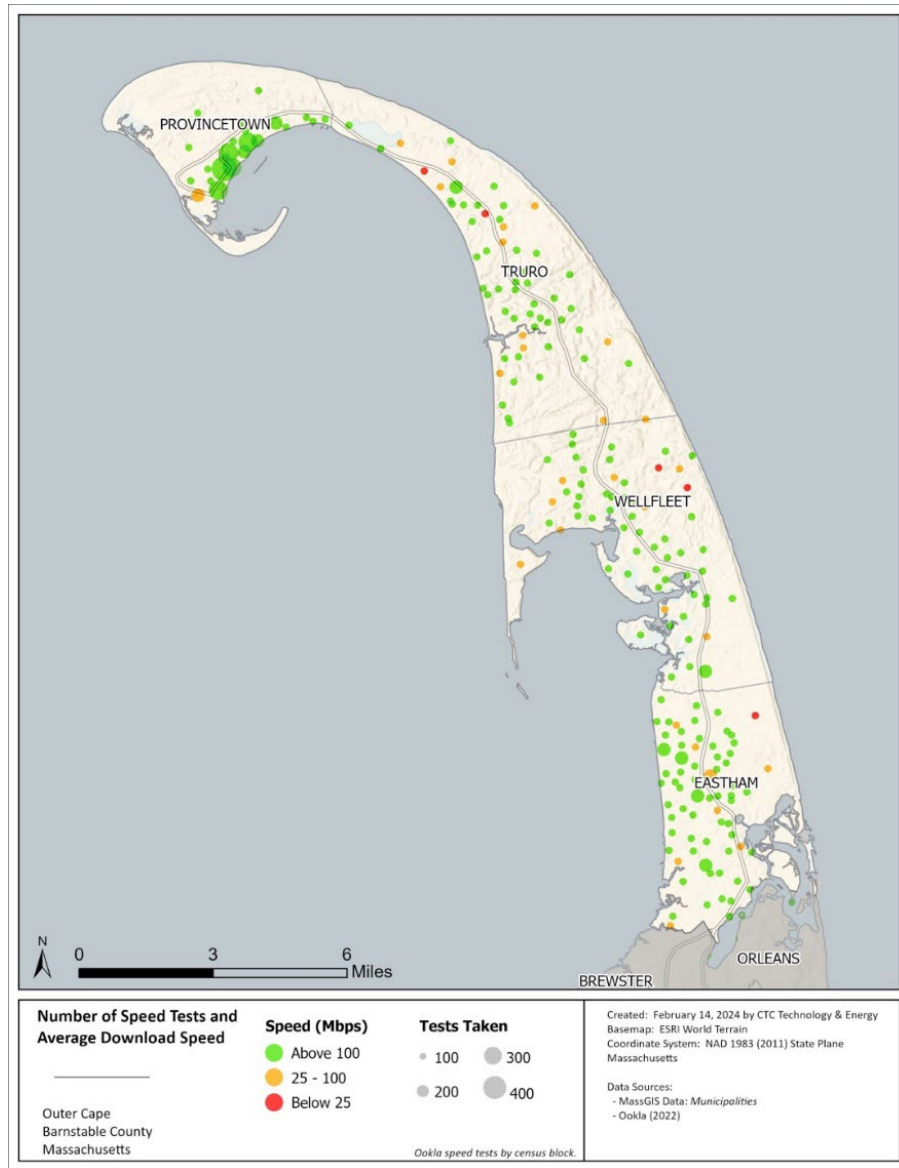 PROVINCETOWN
TRURO
WELLFLEET
EASTHAM
ORLEANS
BREWSTER
N
0 3 6
Miles
Number of Speed Tests and
Average Download Speed
Outer Cape
Barnstable County
Massachusetts
Speed (Mbps)
Above 100
25 - 100
Below 25
Tests Taken
100 300
200 400
Ookla speed tests by census block.
Created: February 14, 2024 by CTC Technology & Energy
Basemap: ESRI World Terrain
Coordinate System: NAD 1983 (2011) State Plane
Massachusetts
Data Sources:
- MassGIS Data: Municipalities
- Ookla (2022)